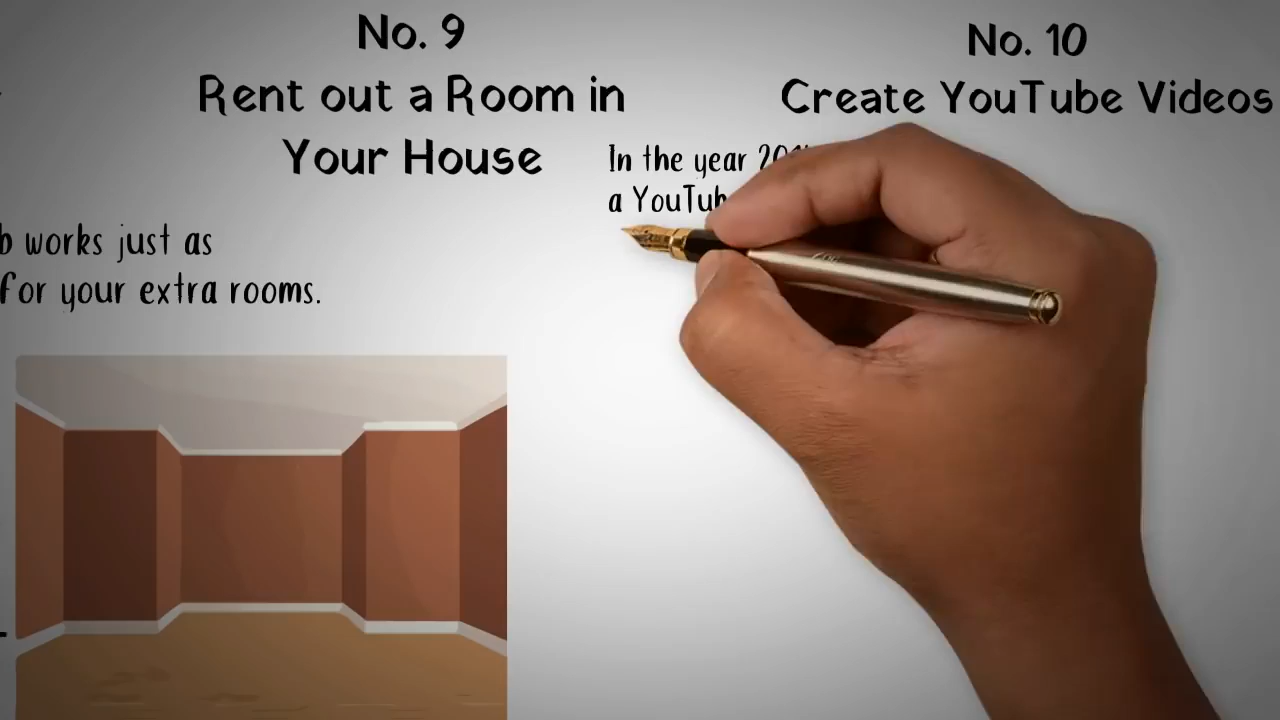 No. 9
Rent out a Room in
Your House
works just as
for your extra rooms.
No. 10
Create YouTube Videos
In the year
a